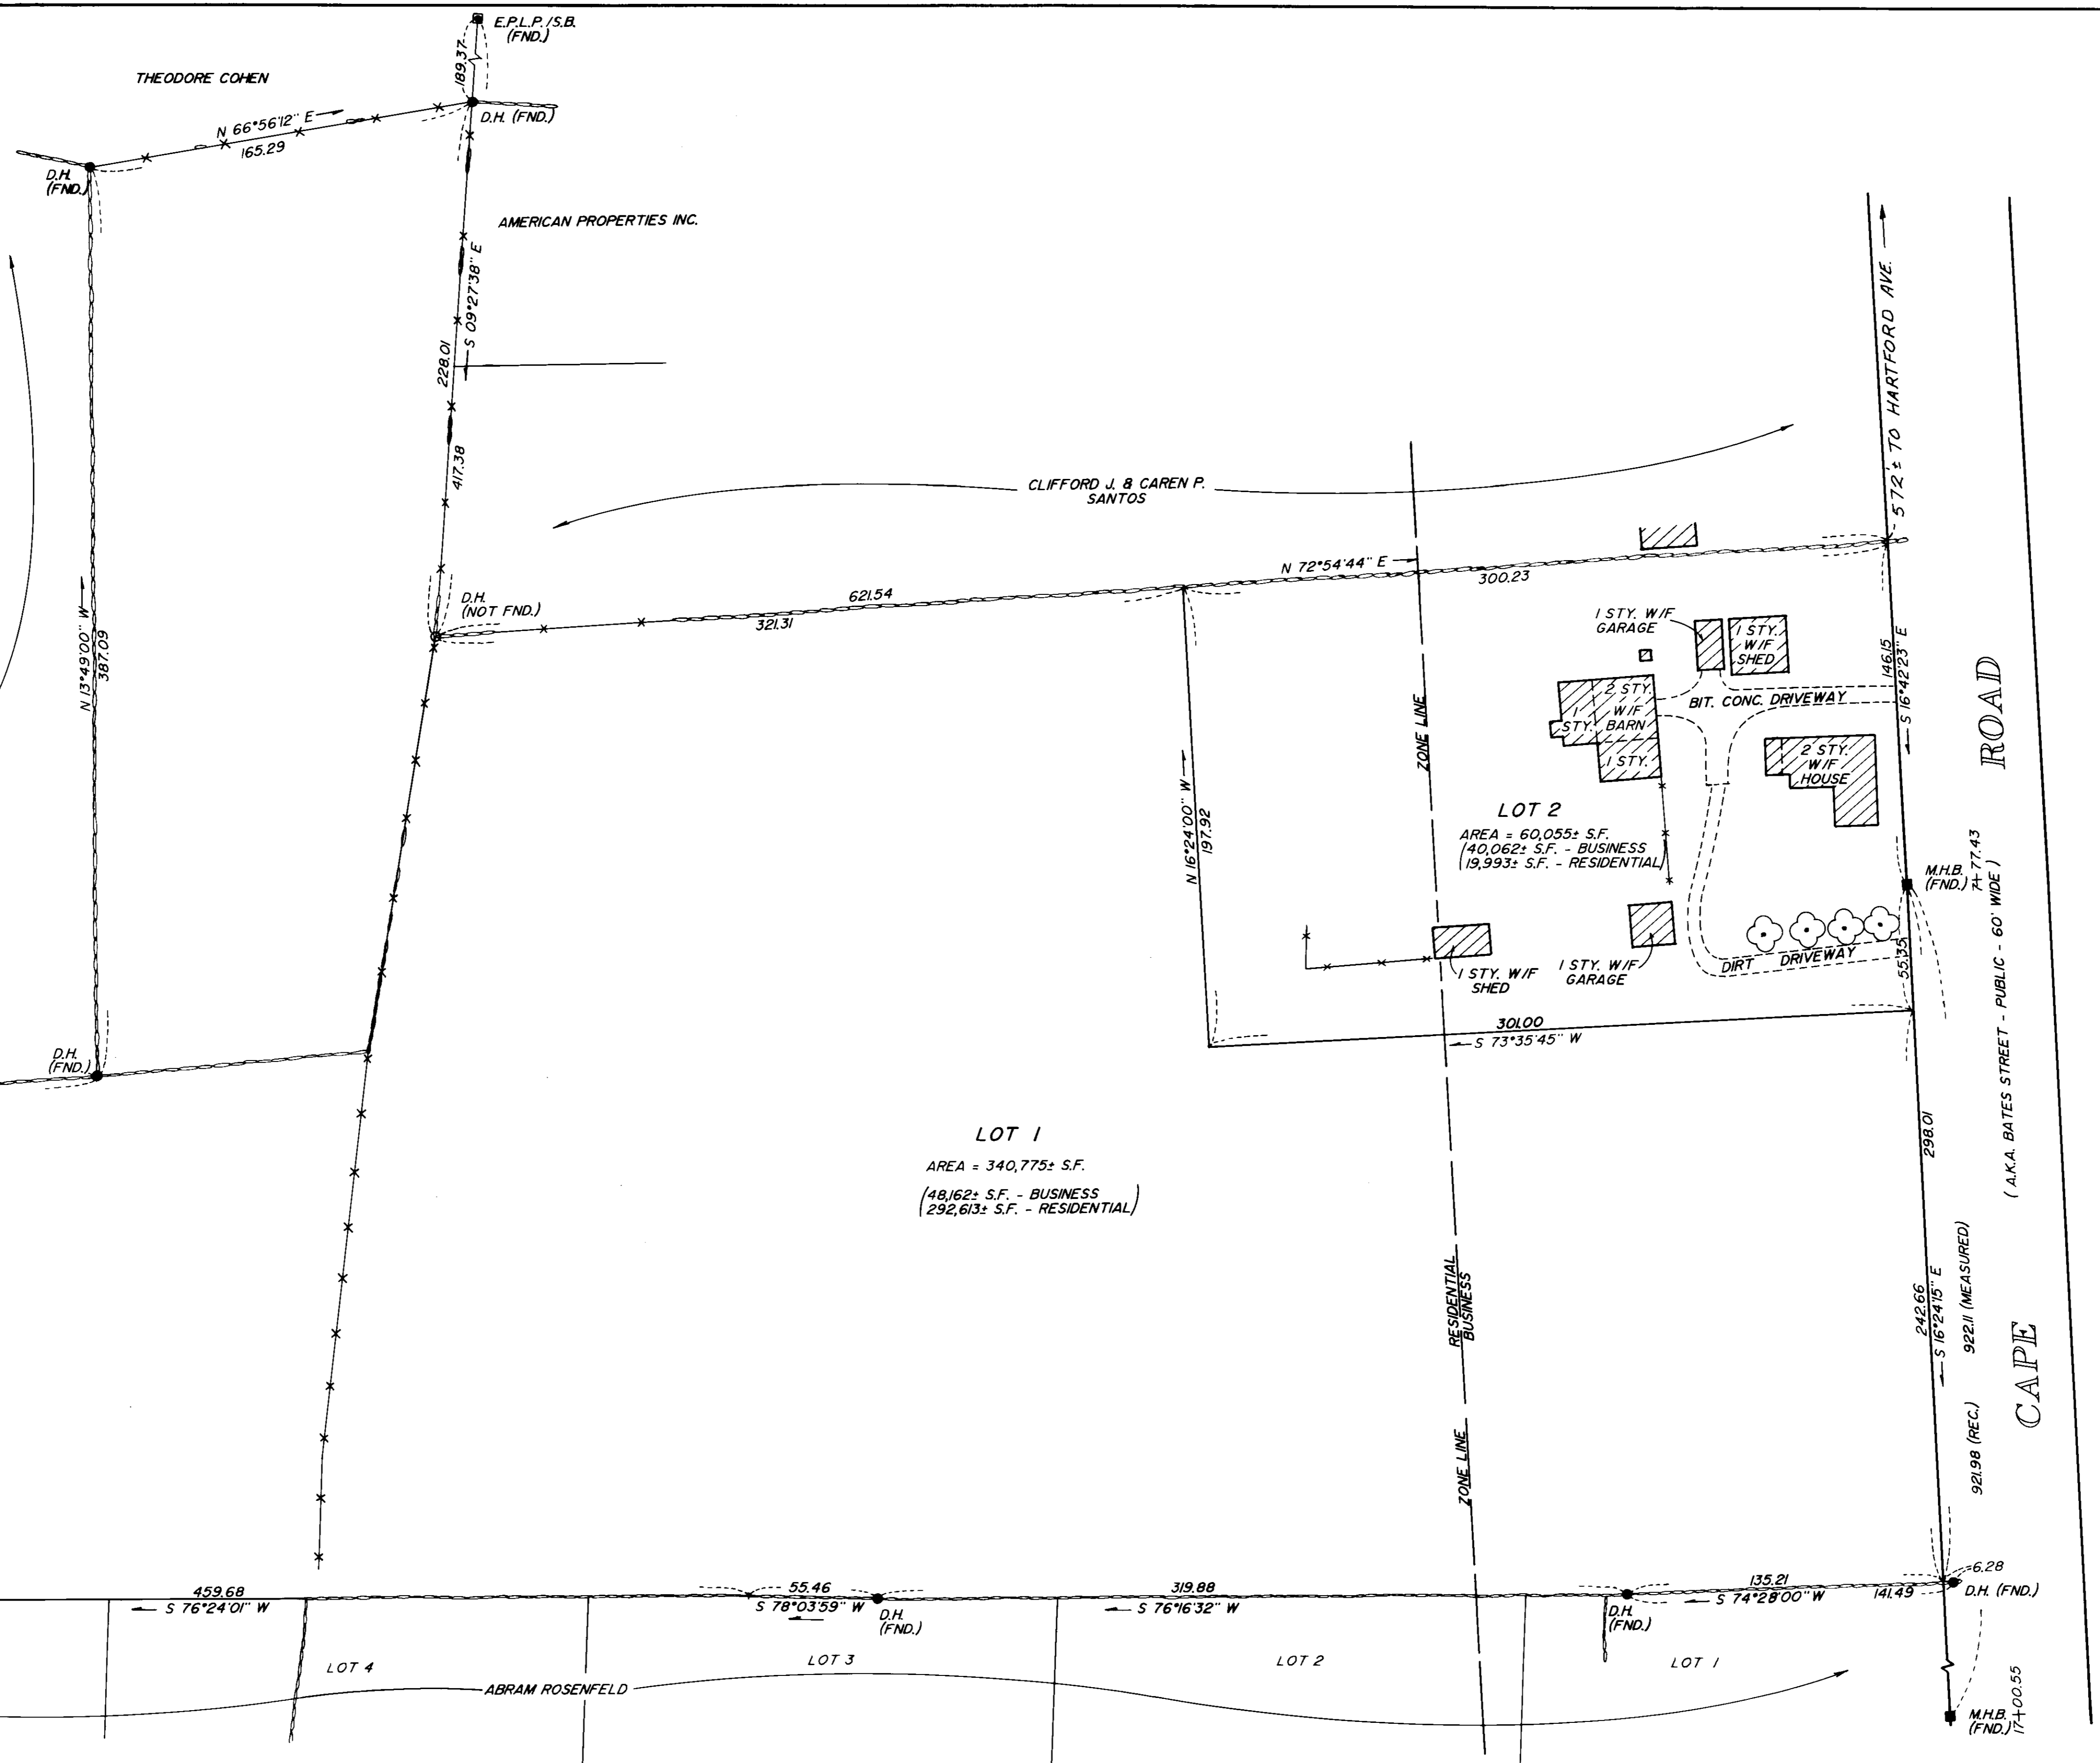 E.P.L.P./S.B.
(FND.)
189.37
THEODORE COHEN
N 66°56'12" E
165.29
D.H. (FND.)
D.H.
(FND.)
AMERICAN PROPERTIES INC.
S 09°27'38" E
228.01
417.38
N 13°49'00" W
387.09
CLIFFORD J. & CAREN P.
SANTOS
572'± TO HARTFORD AVE.
D.H.
(NOT FND.)
621.54
321.31
N 72°54'44" E
300.23
1 STY. W/F
GARAGE
1 STY.
W/F
SHED
146.15
S 16°42'23" E
2 STY.
W/F
BARN
1
STY.
1 STY.
BIT. CONC. DRIVEWAY
2 STY.
W/F
HOUSE
ZONE LINE
N 16°24'00" W
197.92
LOT 2
AREA = 60,055± S.F.
(40,062± S.F. - BUSINESS
19,993± S.F. - RESIDENTIAL)
M.H.B.
(FND.)
7+77.43
1 STY. W/F
SHED
1 STY. W/F
GARAGE
DIRT DRIVEWAY
55.35
301.00
S 73°35'45" W
D.H.
(FND.)
CAPE ROAD
(A.K.A. BATES STREET - PUBLIC - 60' WIDE)
298.01
LOT 1
AREA = 340,775± S.F.
(48,162± S.F. - BUSINESS
292,613± S.F. - RESIDENTIAL)
RESIDENTIAL
BUSINESS
ZONE LINE
242.66
S 16°24'15" E
921.98 (REC.) 922.11 (MEASURED)
459.68
S 76°24'01" W
55.46
S 78°03'59" W
D.H.
(FND.)
319.88
S 76°16'32" W
D.H.
(FND.)
135.21
S 74°28'00" W
141.49
6.28
D.H. (FND.)
LOT 4
LOT 3
LOT 2
LOT 1
ABRAM ROSENFELD
M.H.B.
(FND.)
17+00.55